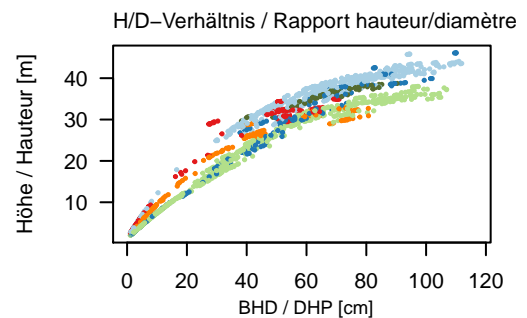 H/D−Verhältnis / Rapport hauteur/diamètre
Höhe / Hauteur [m]
40
30
20
10
0 20 40 60 80 100 120
BHD / DHP [cm]